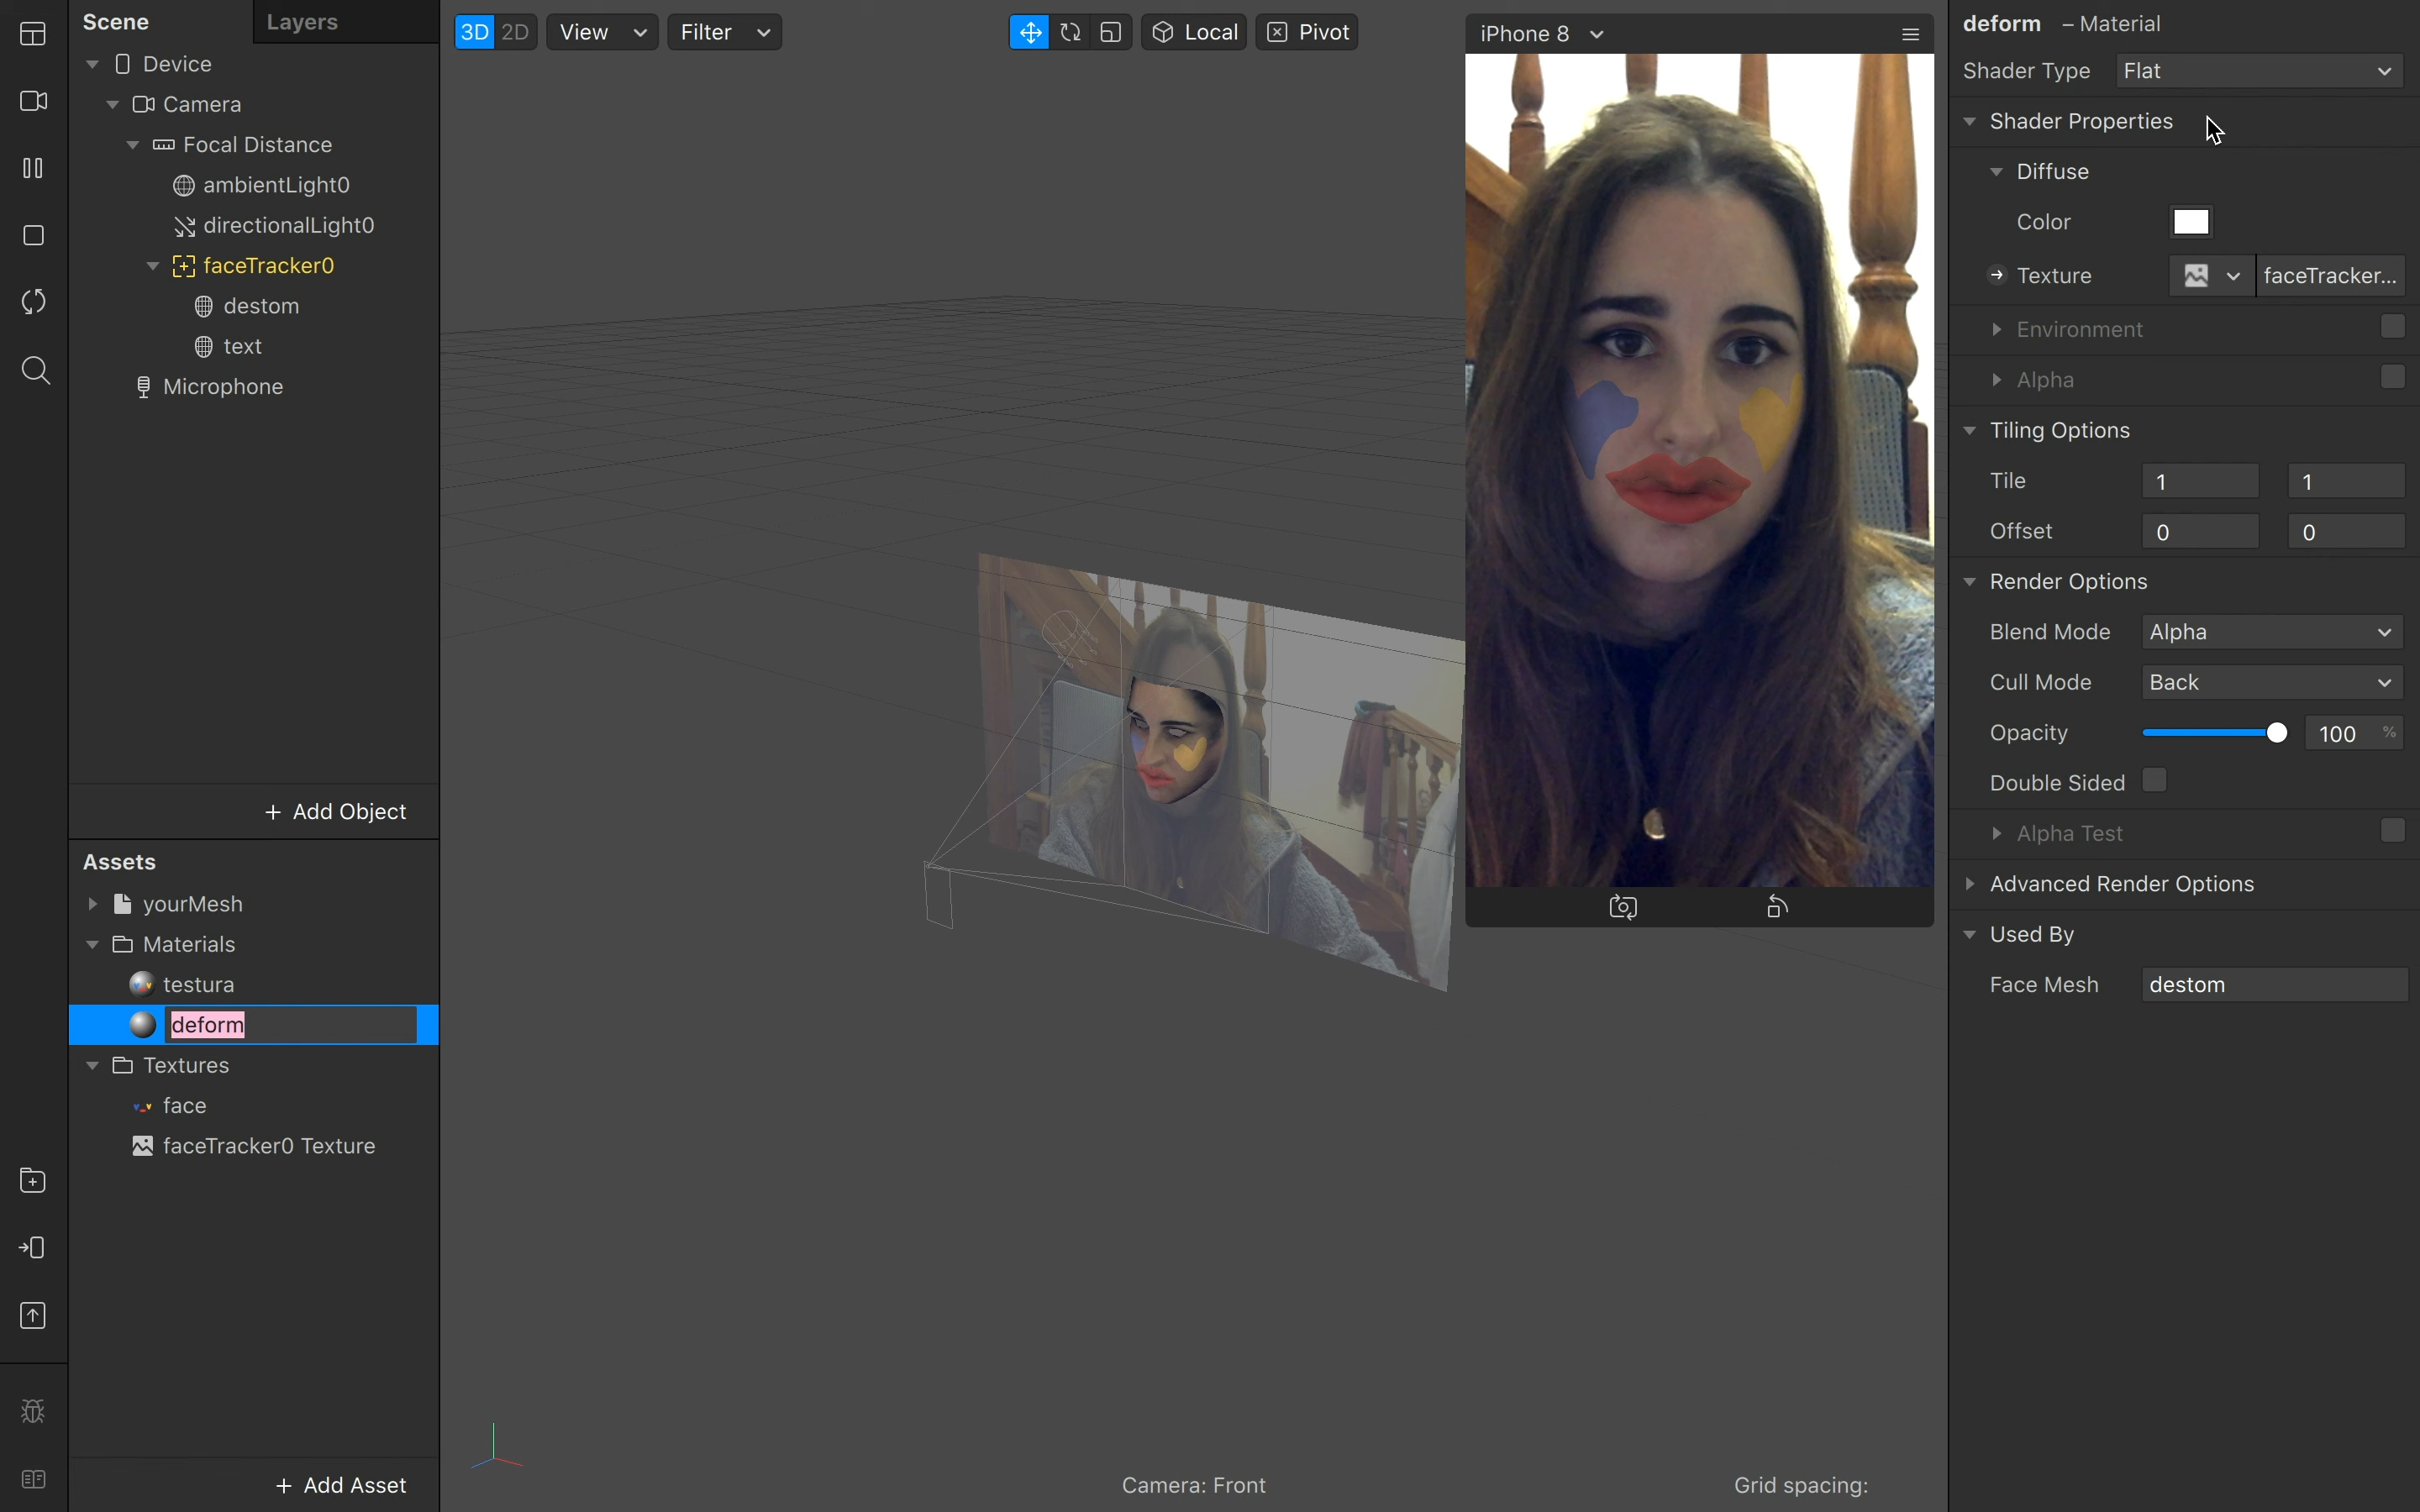 Scene
Layers
Device
Camera
Focal Distance
ambientLight0
directionalLight0
faceTracker0
destom
text
Microphone
+ Add Object
Assets
yourMesh
Materials
testura
deform
Textures
face
faceTracker0 Texture
+ Add Asset
3D 2D View Filter
Local Pivot
iPhone 8
Camera: Front
Grid spacing:
deform – Material
Shader Type Flat
Shader Properties
Diffuse
Color
Texture faceTracker...
Environment
Alpha
Tiling Options
Tile 1 1
Offset 0 0
Render Options
Blend Mode Alpha
Cull Mode Back
Opacity 100 %
Double Sided
Alpha Test
Advanced Render Options
Used By
Face Mesh destom